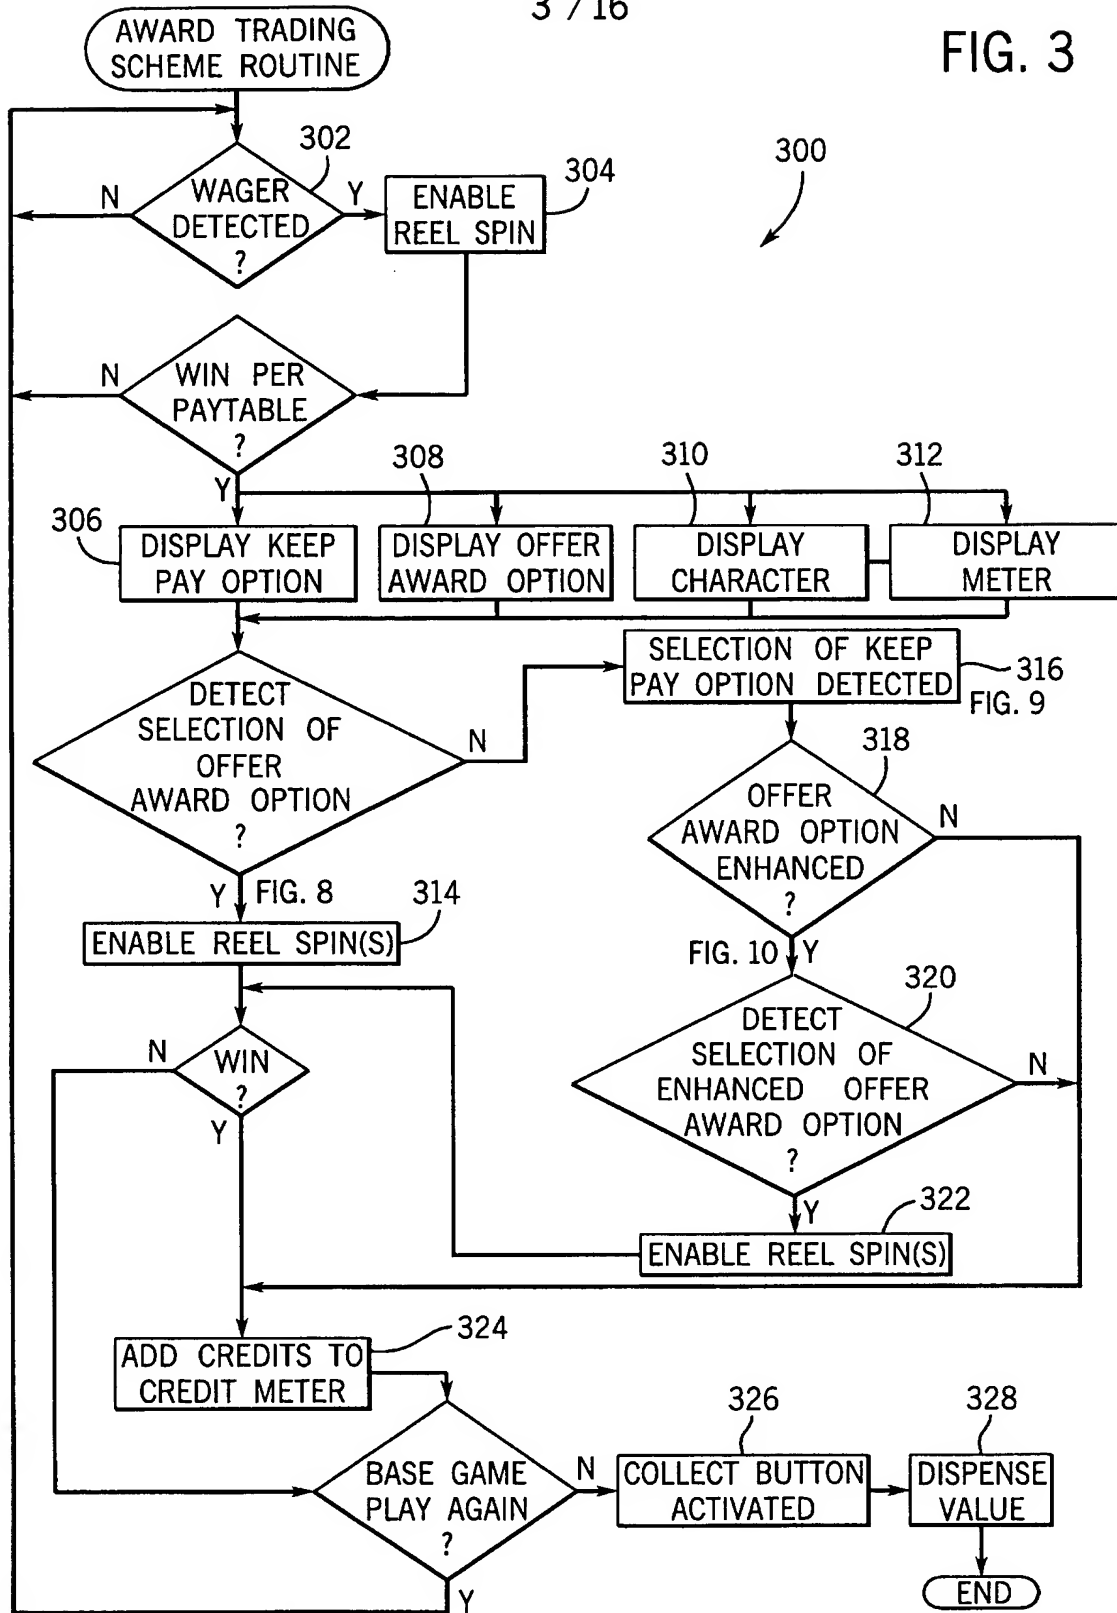 3 / 16
FIG. 3
AWARD TRADING
SCHEME ROUTINE
302
N
WAGER
DETECTED
?
Y
ENABLE
REEL SPIN
304
300
N
WIN PER
PAYTABLE
?
Y
306
308
310
312
DISPLAY KEEP
PAY OPTION
DISPLAY OFFER
AWARD OPTION
DISPLAY
CHARACTER
DISPLAY
METER
DETECT
SELECTION OF
OFFER
AWARD OPTION
?
N
SELECTION OF KEEP
PAY OPTION DETECTED
316
FIG. 9
318
OFFER
AWARD OPTION
ENHANCED
?
N
Y
FIG. 8
314
ENABLE REEL SPIN(S)
FIG. 10
Y
320
DETECT
SELECTION OF
ENHANCED OFFER
AWARD OPTION
?
N
N
WIN
?
Y
Y
322
ENABLE REEL SPIN(S)
324
ADD CREDITS TO
CREDIT METER
BASE GAME
PLAY AGAIN
?
N
326
COLLECT BUTTON
ACTIVATED
328
DISPENSE
VALUE
END
Y